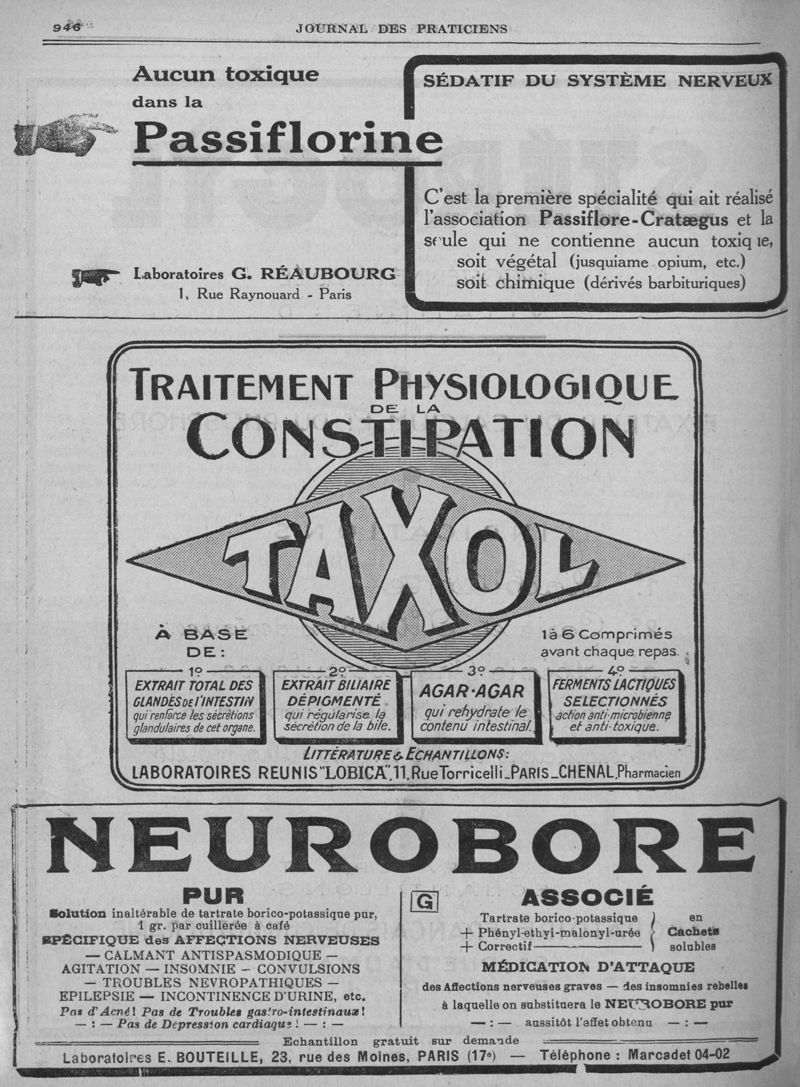 946
JOURNAL DES PRATICIENS
Aucun toxique
dans la
Passiflorine
Laboratoires G. RÉAUBOURG
1, Rue Raynouard - Paris
SÉDATIF DU SYSTÈME NERVEUX
C'est la première spécialité qui ait réalisé
l'association Passiflore-Cratægus et la
seule qui ne contienne aucun toxique,
soit végétal (jusquiame opium, etc.)
soit chimique (dérivés barbituriques)
TRAITEMENT PHYSIOLOGIQUE
DE LA
CONSTIPATION
TAXOL
À BASE
DE:
1à6 Comprimés
avant chaque repas.
1º
EXTRAIT TOTAL DES
GLANDES de l'INTESTIN
qui renforce les sécrétions
glandulaires de cet organe.
2º
EXTRAIT BILIAIRE
DÉPIGMENTÉ
qui régularise la
sécrétion de la bile.
3º
AGAR-AGAR
qui rehydrate le
contenu intestinal.
4º
FERMENTS LACTIQUES
SELECTIONNÉS
action anti-microbienne
et anti-toxique.
LITTÉRATURE & ECHANTILLONS:
LABORATOIRES REUNIS "LOBICA", 11, Rue Torricelli_PARIS_CHENAL, Pharmacien
NEUROBORE
PUR
Solution inaltérable de tartrate borico-potassique pur,
1 gr. par cuillerée à café
SPÉCIFIQUE des AFFECTIONS NERVEUSES
— CALMANT ANTISPASMODIQUE —
AGITATION — INSOMNIE — CONVULSIONS
— TROUBLES NEVROPATHIQUES —
EPILEPSIE — INCONTINENCE D'URINE, etc.
Pas d'Acné! Pas de Troubles gastro-intestinaux!
— : — Pas de Dépression cardiaque! — : —
G
ASSOCIÉ
Tartrate borico-potassique
+ Phényl-ethyl-malonyl-urée
+ Correctif
en
Cachets
solubles
MÉDICATION D'ATTAQUE
des Affections nerveuses graves — des insomnies rebelles
à laquelle on substituera le NEUROBORE pur
— : — aussitôt l'effet obtenu — : —
Echantillon gratuit sur demande
Laboratoires E. BOUTEILLE, 23, rue des Moines, PARIS (17e) — Téléphone : Marcadet 04-02